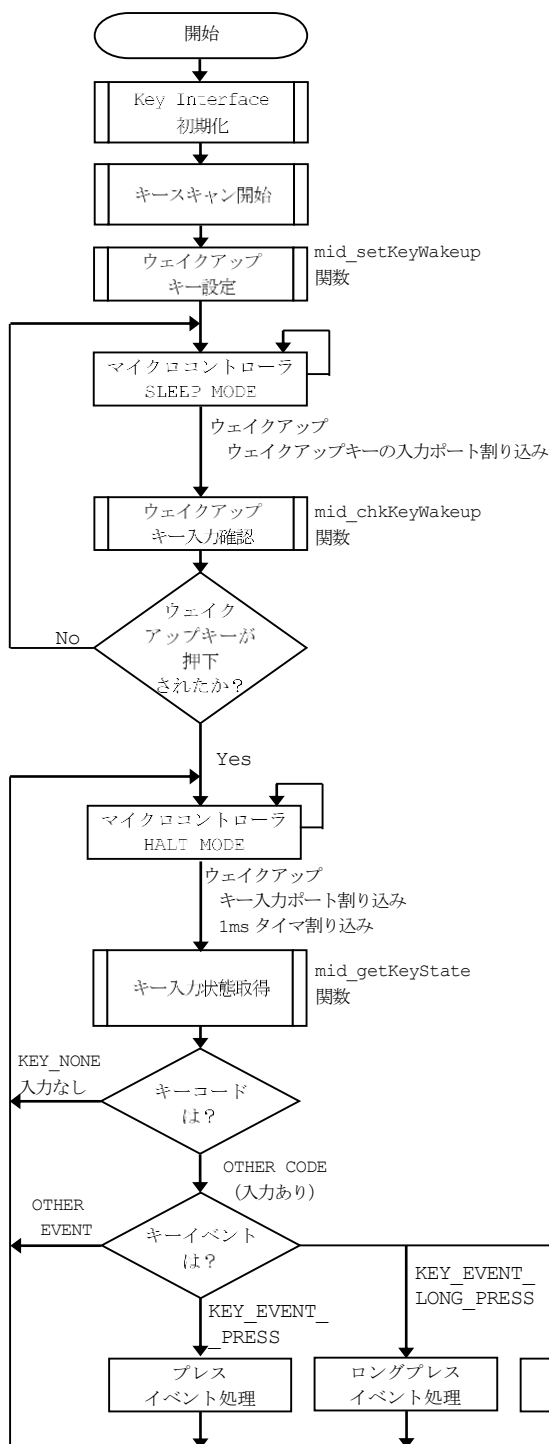 開始
Key Interface
初期化
キースキャン開始
ウェイクアップ
キー設定
mid_setKeyWakeup
関数
マイクロコントローラ
SLEEP MODE
ウェイクアップ
ウェイクアップキーの入力ポート割り込み
ウェイクアップ
キー入力確認
mid_chkKeyWakeup
関数
ウェイク
アップキーが
押下
されたか？
No
Yes
マイクロコントローラ
HALT MODE
ウェイクアップ
キー入力ポート割り込み
1ms タイマ割り込み
キー入力状態取得
mid_getKeyState
関数
KEY_NONE
入力なし
キーコード
は？
OTHER CODE
(入力あり)
OTHER
EVENT
キーイベント
は？
KEY_EVENT_
_PRESS
KEY_EVENT_
LONG_PRESS
プレス
イベント処理
ロングプレス
イベント処理